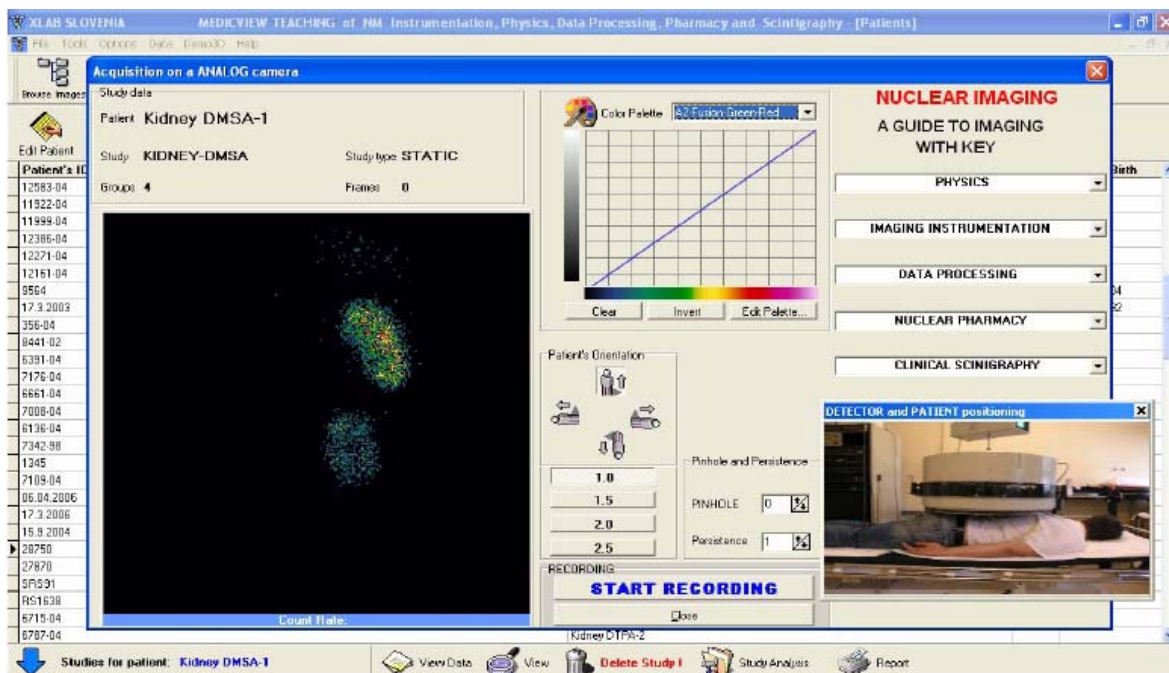 XLAB SLOVENIA MEDICVIEW TEACHING of NM Instrumentation, Physics, Data Processing, Pharmacy and Scintigraphy - [Patients]
File Tools Options Data Demo3D Help
Browse Images
Edit Patient
Patient's ID
12583-04
11922-04
11999-04
12386-04
12271-04
12161-04
9564
17.3.2003
356-04
8441-02
6391-04
7176-04
6661-04
7008-04
6136-04
7342-98
1345
7109-04
06.04.2006
17.3.2006
15.9.2004
28750
27870
SRS91
RS1638
6715-04
6787-04
Acquisition on a ANALOG camera
Study data
Patient Kidney DMSA-1
Study KIDNEY-DMSA Study type STATIC
Groups 4 Frames 0
Count Rate:
Color Palette A2-Fusion-Green-Red
Clear Invert Edit Palette...
Patient's Orientation
1.0
1.5
2.0
2.5
Pinhole and Persistence
PINHOLE 0
Persistence 1
RECORDING
START RECORDING
Close
NUCLEAR IMAGING
A GUIDE TO IMAGING
WITH KEY
PHYSICS
IMAGING INSTRUMENTATION
DATA PROCESSING
NUCLEAR PHARMACY
CLINICAL SCINIGRAPHY
Birth
04
DETECTOR and PATIENT positioning
Kidney DTPA-2
Studies for patient: Kidney DMSA-1 View Data View Delete Study ! Study Analysis Report